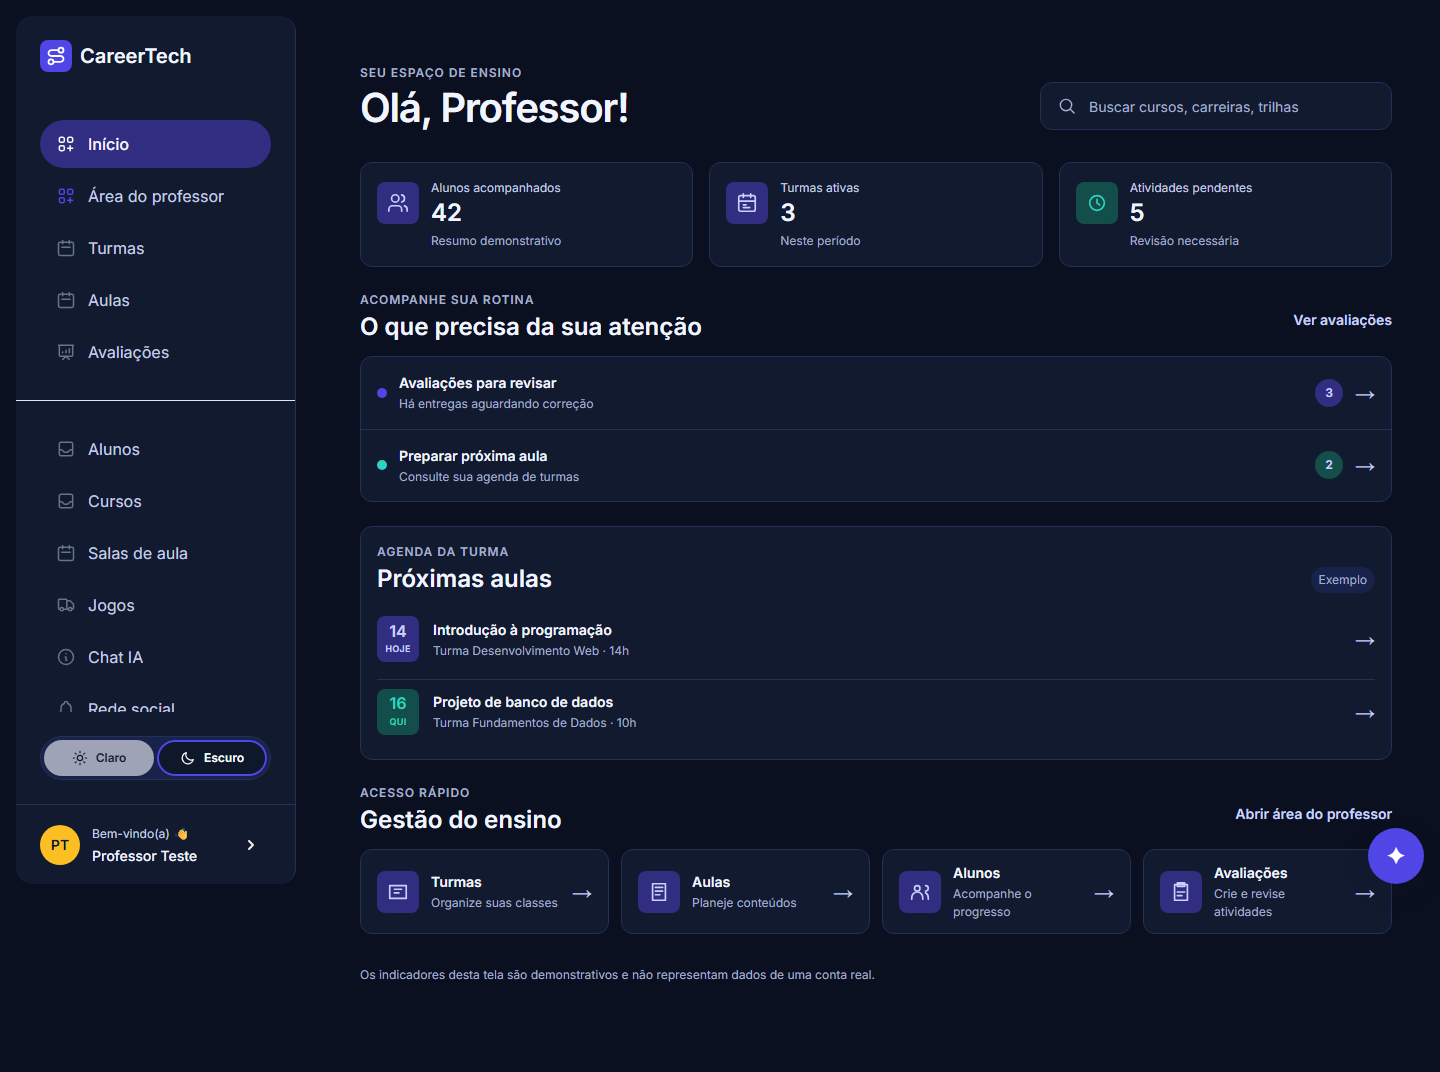 CareerTech
Início
Área do professor
Turmas
Aulas
Avaliações
Alunos
Cursos
Salas de aula
Jogos
Chat IA
Rede social
Claro
Escuro
PT
Bem-vindo(a) 👋
Professor Teste
SEU ESPAÇO DE ENSINO
Olá, Professor!
Buscar cursos, carreiras, trilhas
Alunos acompanhados
42
Resumo demonstrativo
Turmas ativas
3
Neste período
Atividades pendentes
5
Revisão necessária
ACOMPANHE SUA ROTINA
O que precisa da sua atenção
Ver avaliações
Avaliações para revisar
Há entregas aguardando correção
3
Preparar próxima aula
Consulte sua agenda de turmas
2
AGENDA DA TURMA
Próximas aulas
Exemplo
14
HOJE
Introdução à programação
Turma Desenvolvimento Web · 14h
16
QUI
Projeto de banco de dados
Turma Fundamentos de Dados · 10h
ACESSO RÁPIDO
Gestão do ensino
Abrir área do professor
Turmas
Organize suas classes
Aulas
Planeje conteúdos
Alunos
Acompanhe o
progresso
Avaliações
Crie e revise
atividades
Os indicadores desta tela são demonstrativos e não representam dados de uma conta real.